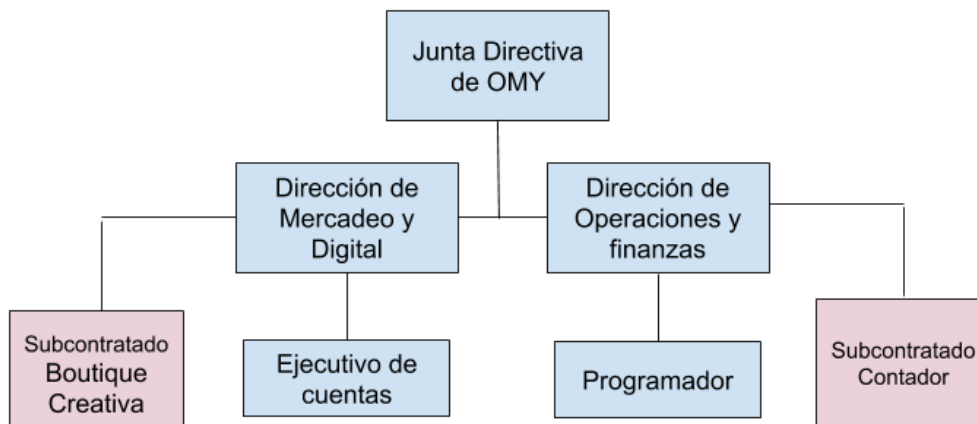 Junta Directiva
de OMY
Dirección de
Mercadeo y
Digital
Dirección de
Operaciones y
finanzas
Subcontratado
Boutique
Creativa
Ejecutivo de
cuentas
Programador
Subcontratado
Contador